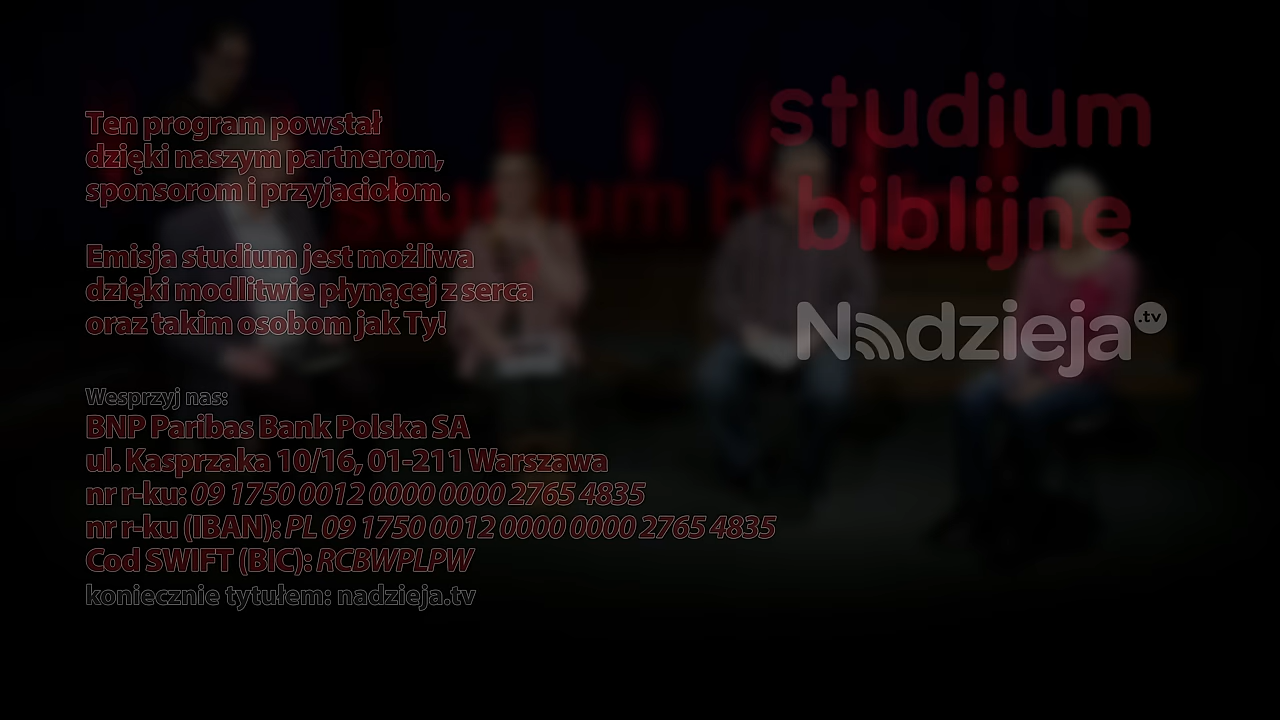 Ten program powstał
dzięki naszym partnerom,
sponsorom i przyjaciołom.
Emisja studium jest możliwa
dzięki modlitwie płynącej z serca
oraz takim osobom jak Ty!
Wesprzyj nas:
BNP Paribas Bank Polska SA
ul. Kasprzaka 10/16, 01-211 Warszawa
nr r-ku: 09 1750 0012 0000 0000 2765 4835
nr r-ku (IBAN): PL 09 1750 0012 0000 0000 2765 4835
Cod SWIFT (BIC): RCBWPLPW
koniecznie tytułem: nadzieja.tv
studium
biblijne
Nadzieja.tv
studium b